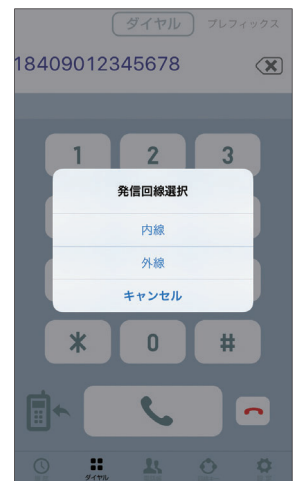 ダイヤル プレフィックス
18409012345678
1 2 3
発信回線選択
内線
外線
キャンセル
* 0 #
ダイヤル